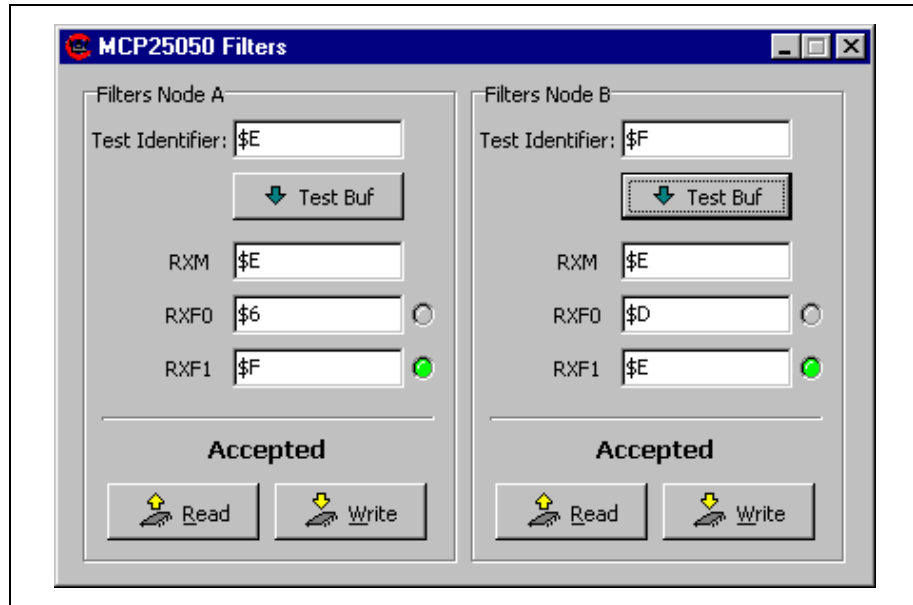 MCP25050 Filters
Filters Node A
Test Identifier: $E
Test Buf
RXM $E
RXF0 $6
RXF1 $F
Accepted
Read Write
Filters Node B
Test Identifier: $F
Test Buf
RXM $E
RXF0 $D
RXF1 $E
Accepted
Read Write